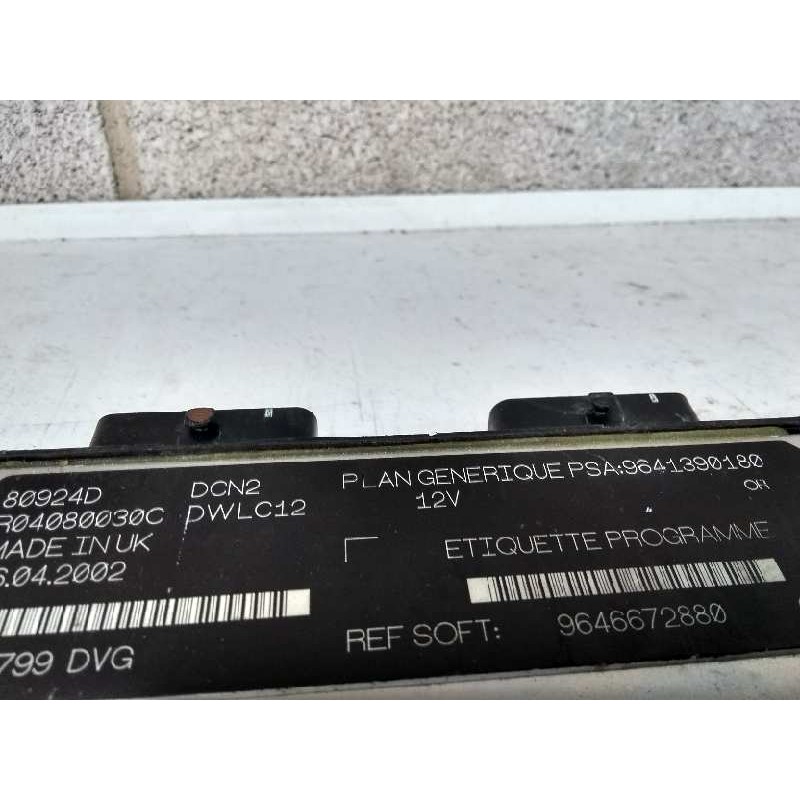 80924D
DCN2
PLAN GENERIQUE PSA:9641390180
R04080030C
PWLC12
12V
OR
MADE IN UK
ETIQUETTE PROGRAMME
6.04.2002
799 DVG
REF SOFT: 9646672880